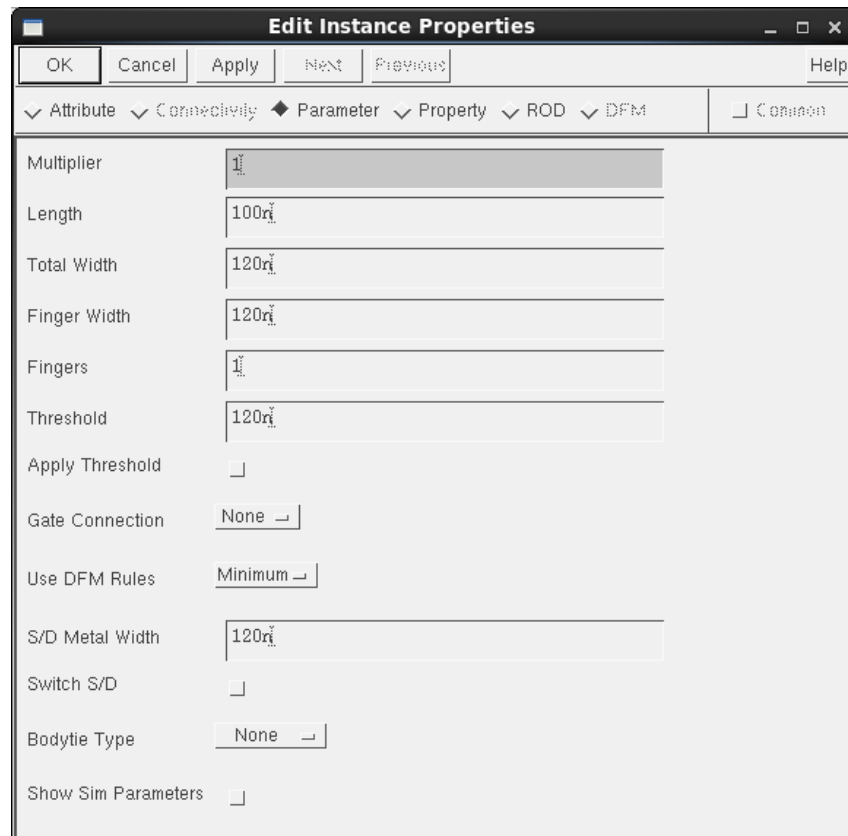 Edit Instance Properties
OK Cancel Apply Next Previous Help
Attribute Connectivity Parameter Property ROD DFM Common
Multiplier 1
Length 100n
Total Width 120n
Finger Width 120n
Fingers 1
Threshold 120n
Apply Threshold
Gate Connection None
Use DFM Rules Minimum
S/D Metal Width 120n
Switch S/D
Bodytie Type None
Show Sim Parameters